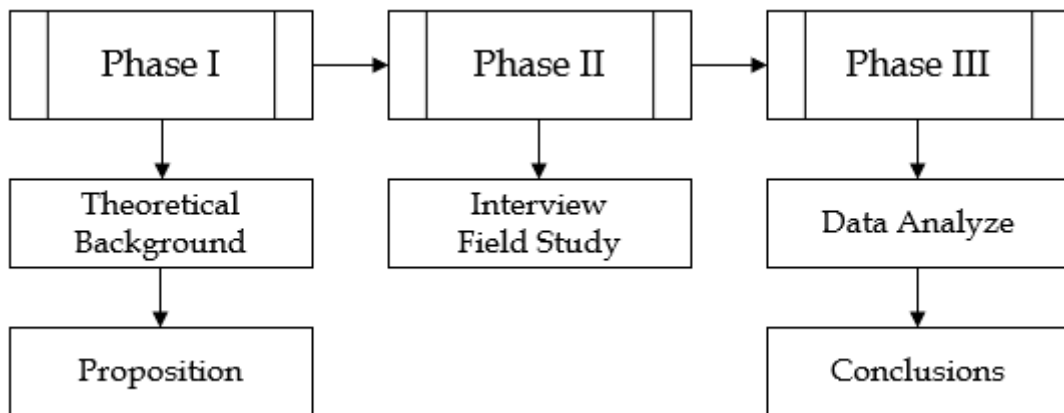 Phase I
Phase II
Phase III
Theoretical
Background
Interview
Field Study
Data Analyze
Proposition
Conclusions